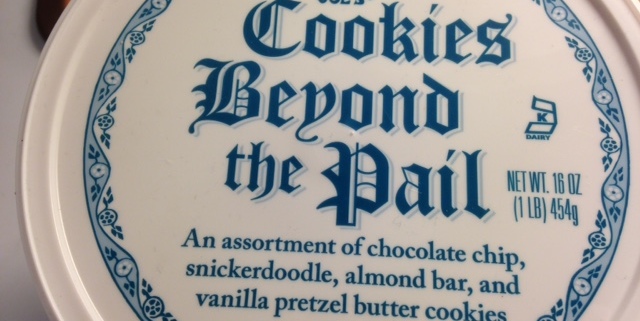 Cookies
Beyond
the Pail
K
DAIRY
NET WT. 16 OZ
(1 LB) 454g
An assortment of chocolate chip,
snickerdoodle, almond bar, and
vanilla pretzel butter cookies